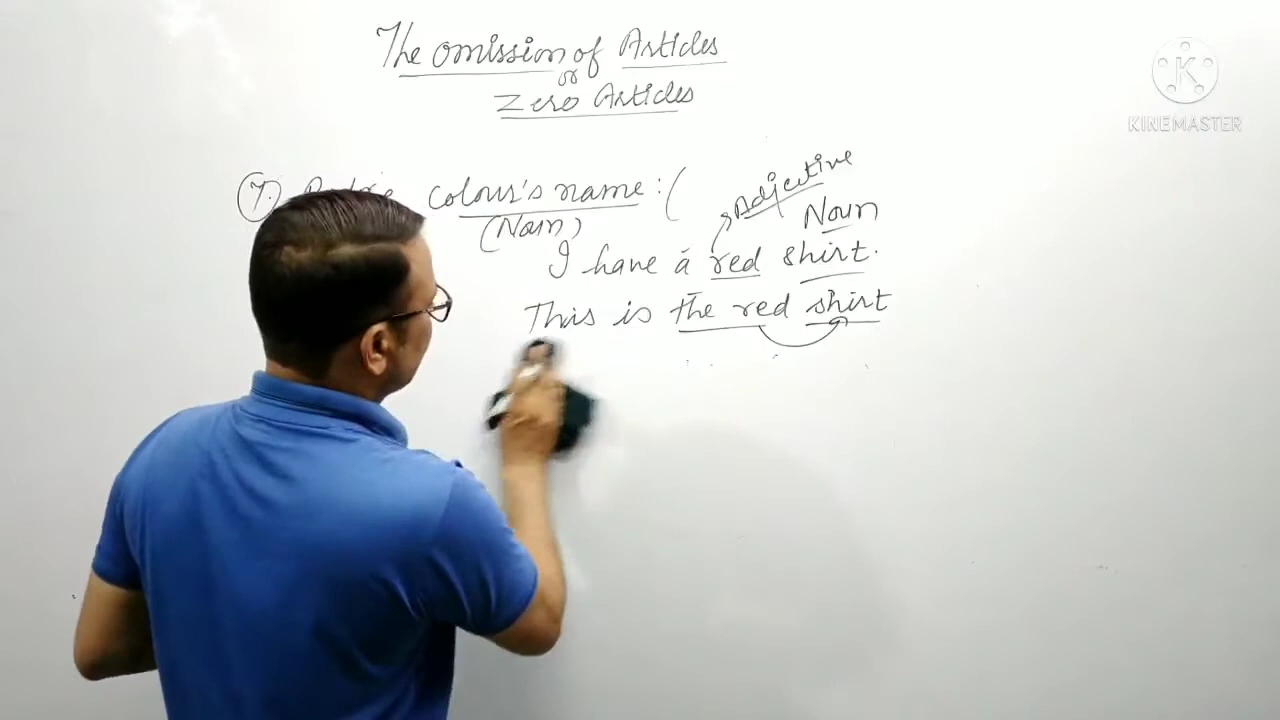 The omission of Articles
or
Zero Articles
7. colour's name :(
(Noun)
Adjective
Noun
I have a red shirt.
This is the red shirt
KINEMASTER